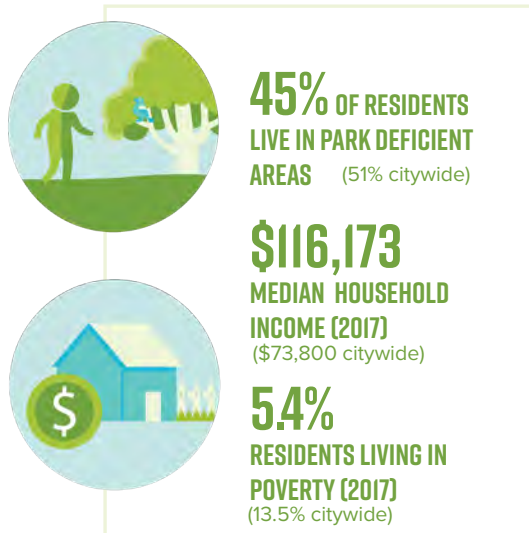 45% OF RESIDENTS
LIVE IN PARK DEFICIENT
AREAS (51% citywide)
$116,173
MEDIAN HOUSEHOLD
INCOME (2017)
($73,800 citywide)
$
5.4%
RESIDENTS LIVING IN
POVERTY (2017)
(13.5% citywide)